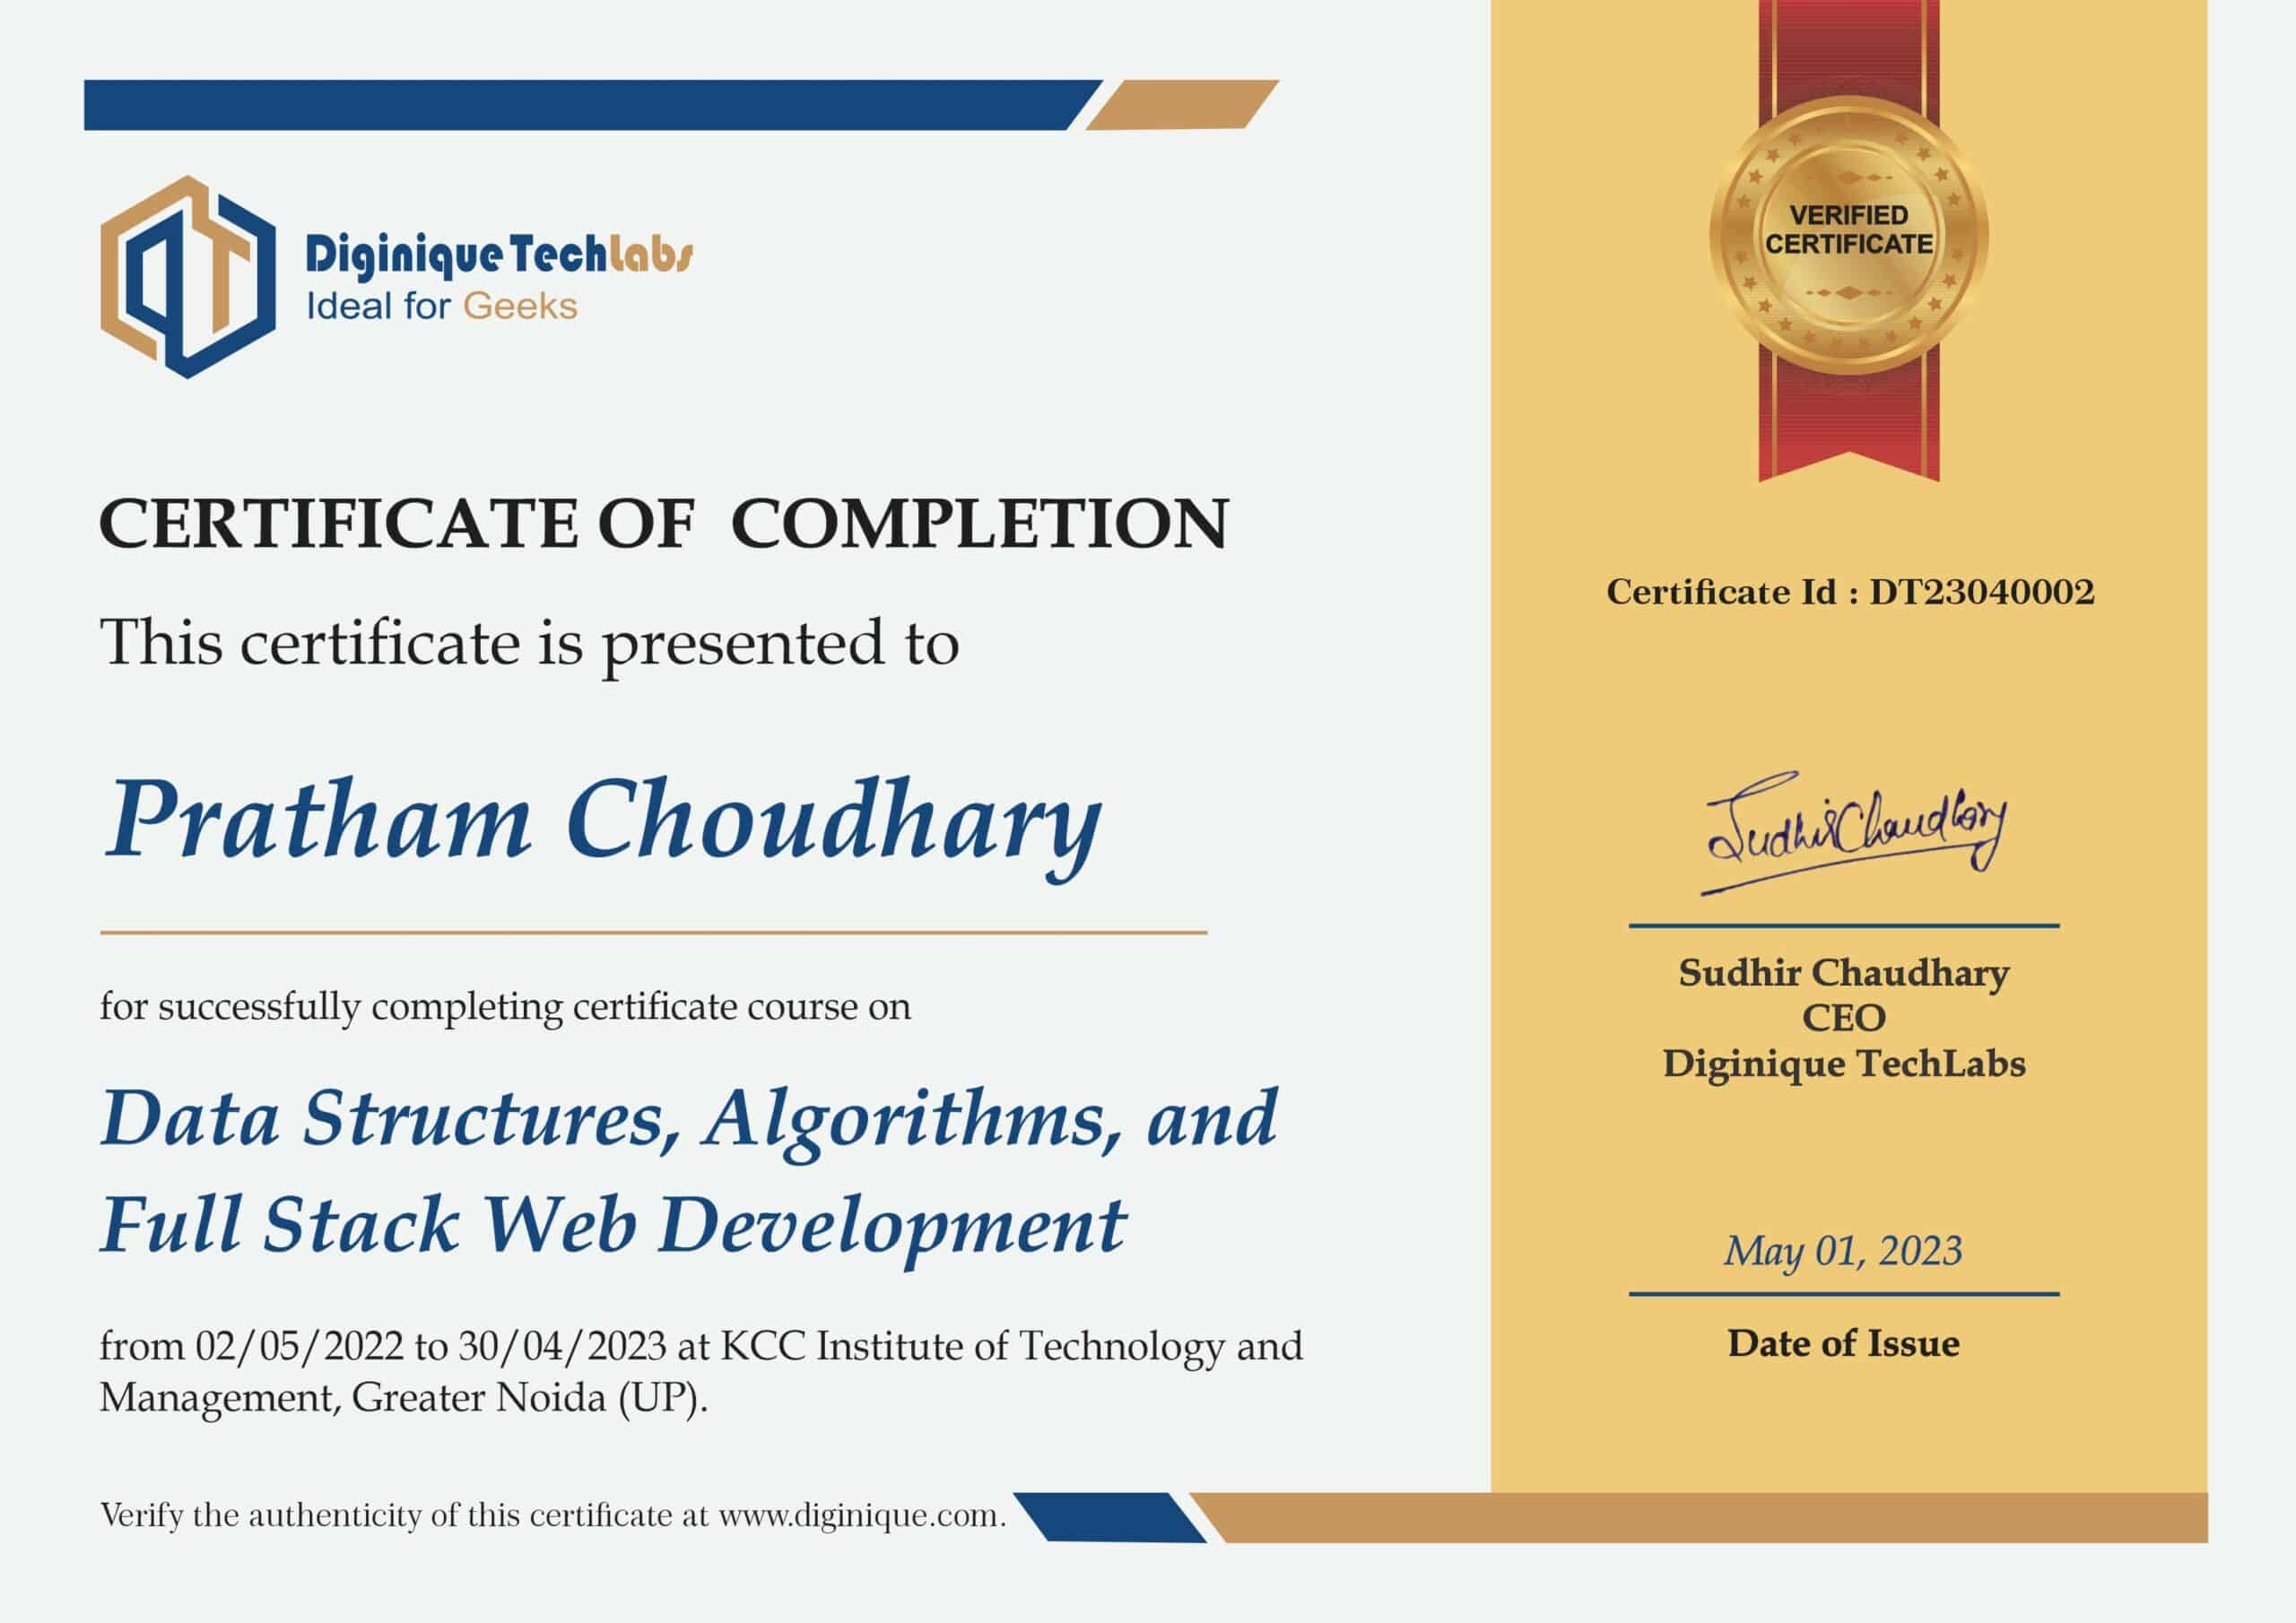 Diginique TechLabs
Ideal for Geeks
CERTIFICATE OF COMPLETION
This certificate is presented to
Pratham Choudhary
for successfully completing certificate course on
Data Structures, Algorithms, and
Full Stack Web Development
from 02/05/2022 to 30/04/2023 at KCC Institute of Technology and
Management, Greater Noida (UP).
Verify the authenticity of this certificate at www.diginique.com.
VERIFIED
CERTIFICATE
Certificate Id : DT23040002
Sudhir Chaudhary
Sudhir Chaudhary
CEO
Diginique TechLabs
May 01, 2023
Date of Issue